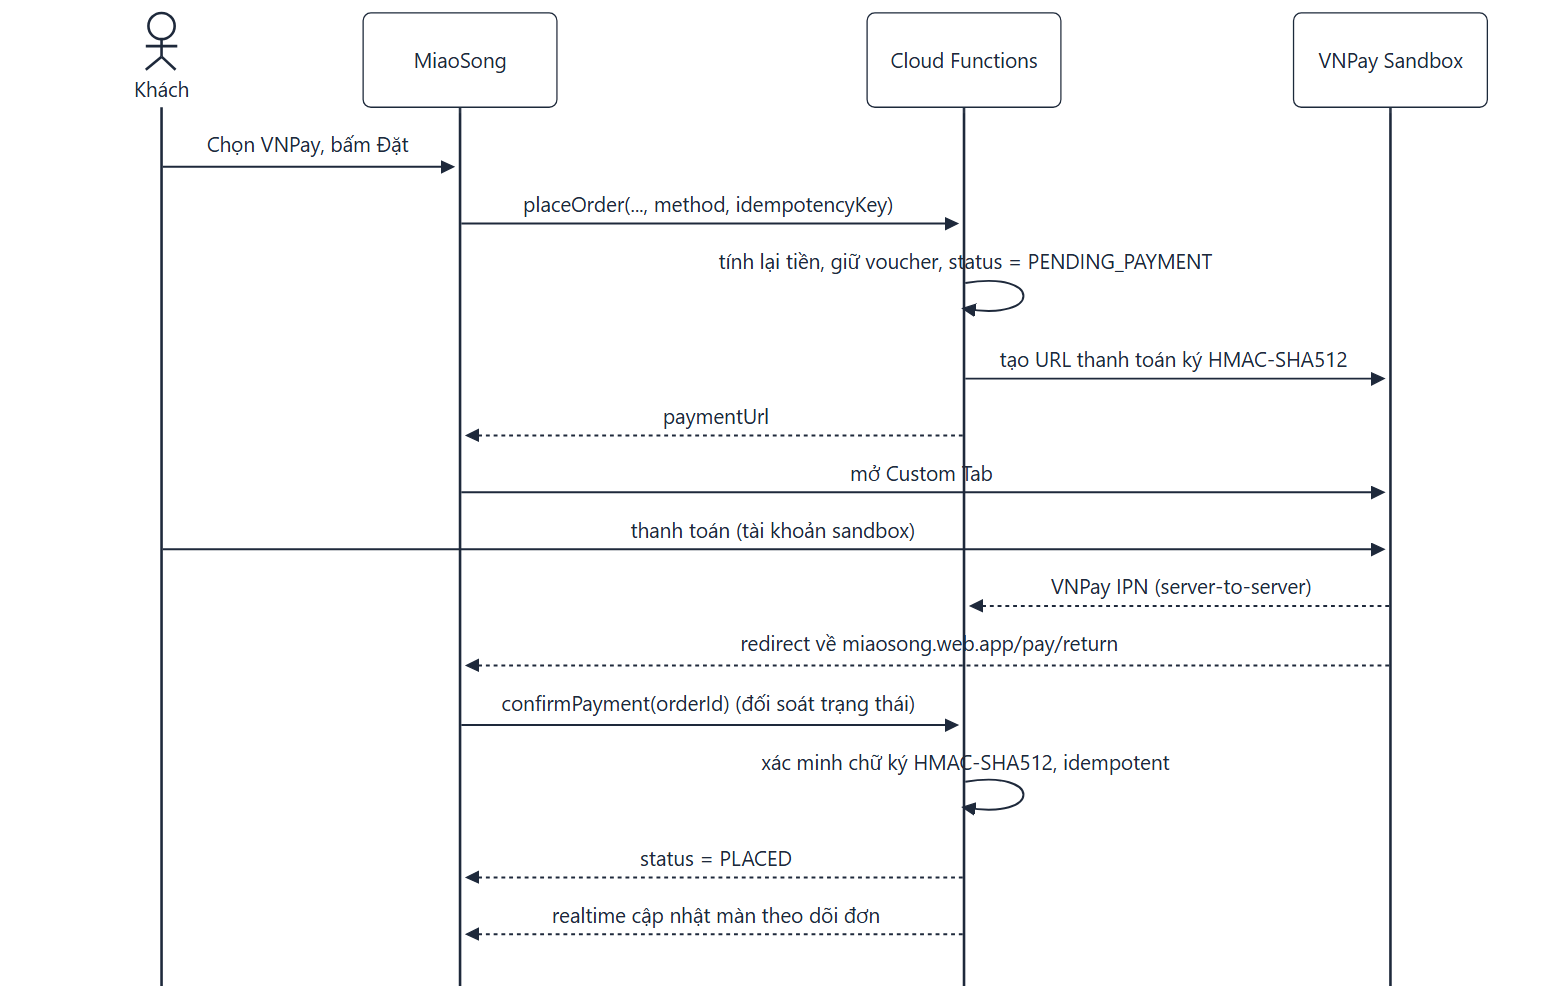 Khách
MiaoSong
Cloud Functions
VNPay Sandbox
Chọn VNPay, bấm Đặt
placeOrder(..., method, idempotencyKey)
tính lại tiền, giữ voucher, status = PENDING_PAYMENT
tạo URL thanh toán ký HMAC-SHA512
paymentUrl
mở Custom Tab
thanh toán (tài khoản sandbox)
VNPay IPN (server-to-server)
redirect về miaosong.web.app/pay/return
confirmPayment(orderId) (đối soát trạng thái)
xác minh chữ ký HMAC-SHA512, idempotent
status = PLACED
realtime cập nhật màn theo dõi đơn